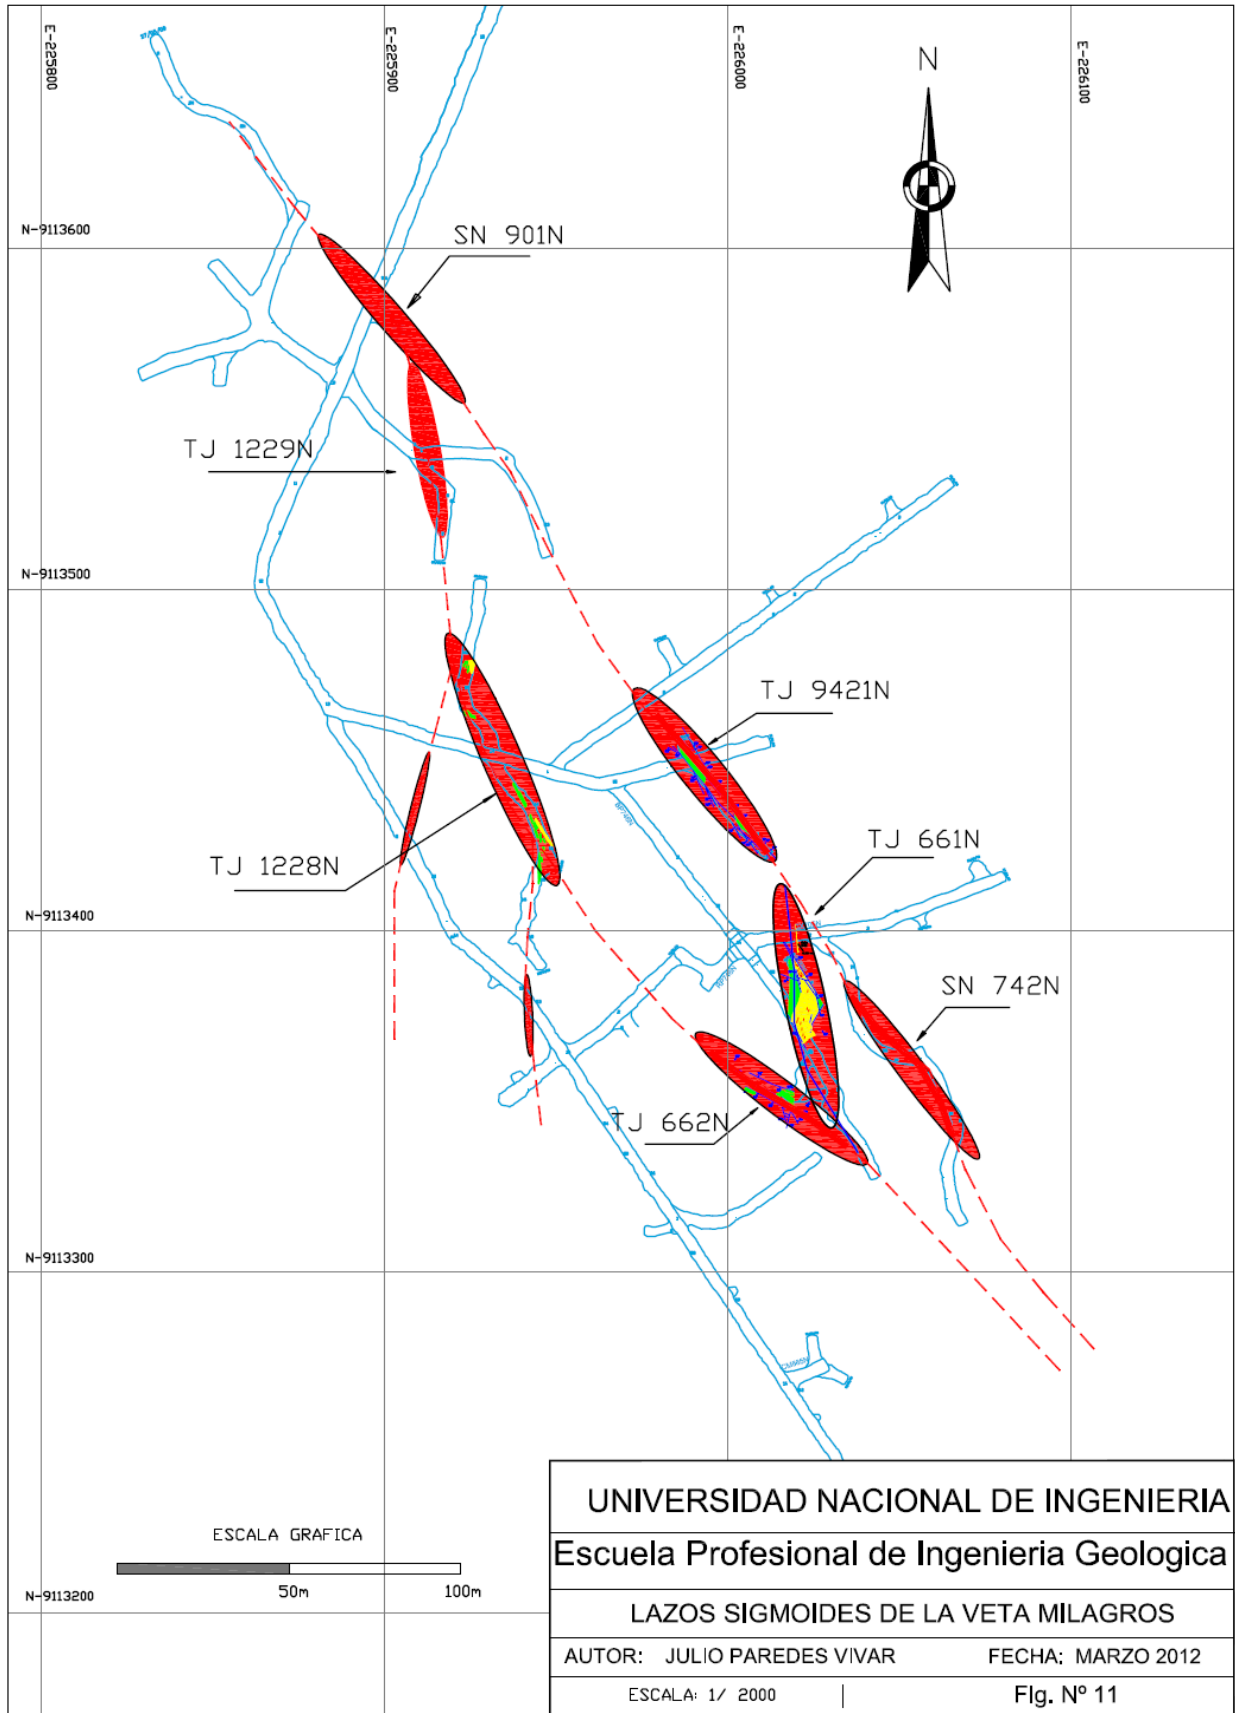 E-225800
E-225900
E-226000
E-226100
N
N-9113600
SN 901N
TJ 1229N
N-9113500
TJ 9421N
TJ 661N
TJ 1228N
N-9113400
SN 742N
TJ 662N
N-9113300
ESCALA GRAFICA
50m
100m
N-9113200
UNIVERSIDAD NACIONAL DE INGENIERIA
Escuela Profesional de Ingenieria Geologica
LAZOS SIGMOIDES DE LA VETA MILAGROS
AUTOR: JULIO PAREDES VIVAR
FECHA: MARZO 2012
ESCALA: 1/ 2000
FIg. Nº 11